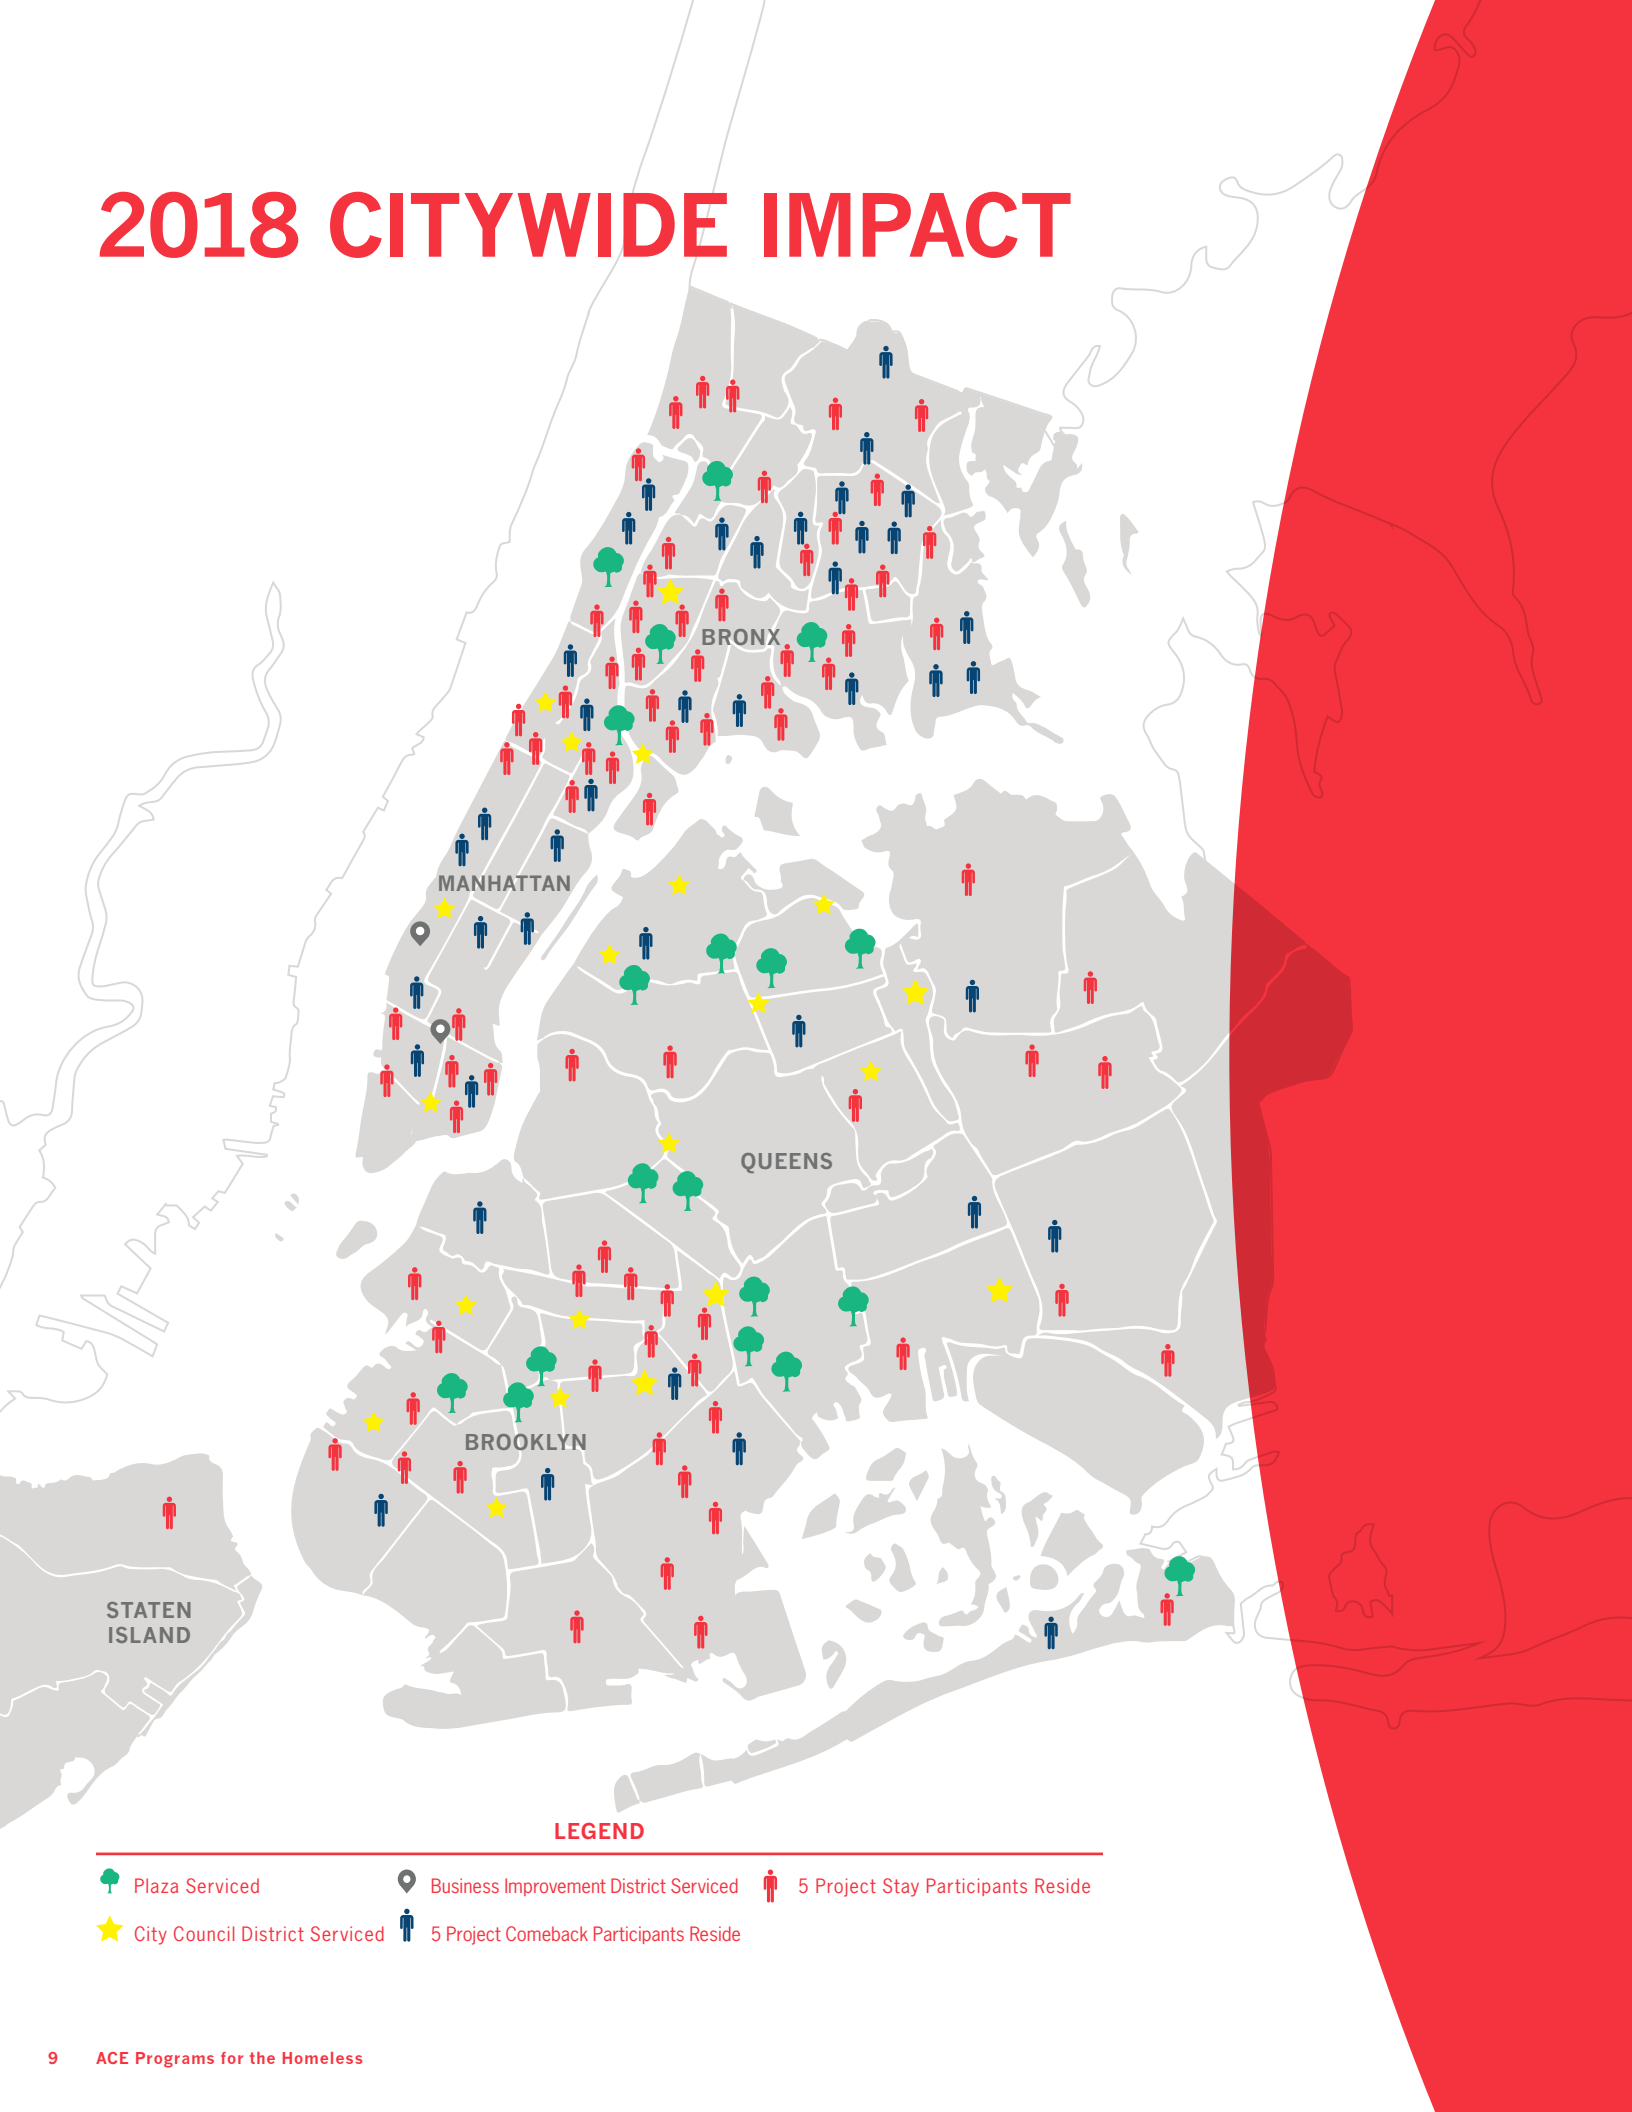 2018 CITYWIDE IMPACT
BRONX
MANHATTAN
QUEENS
BROOKLYN
STATEN
ISLAND
LEGEND
Plaza Serviced
Business Improvement District Serviced
5 Project Stay Participants Reside
City Council District Serviced
5 Project Comeback Participants Reside
9 ACE Programs for the Homeless